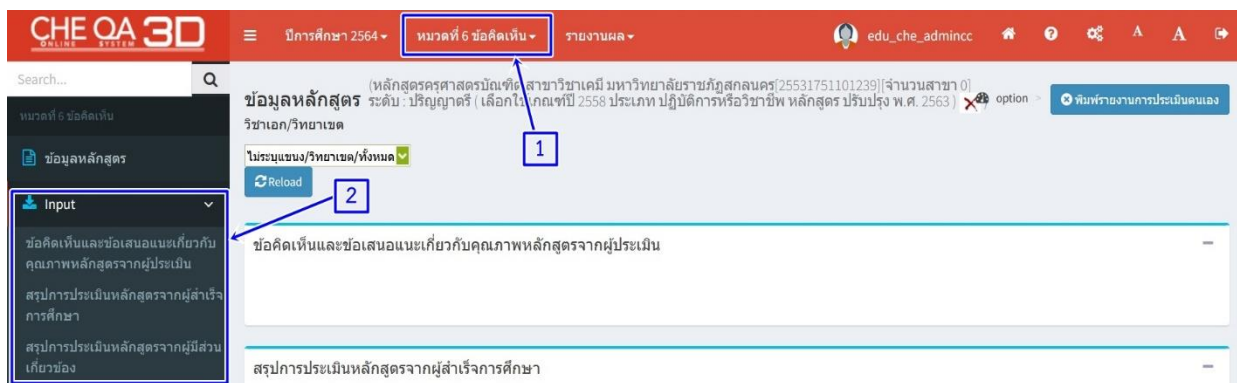 CHE QA 3D
ONLINE SYSTEM
ปีการศึกษา 2564
หมวดที่ 6 ข้อคิดเห็น
รายงานผล
edu_che_admincc
A
A
Search...
หมวดที่ 6 ข้อคิดเห็น
ข้อมูลหลักสูตร
Input
ข้อคิดเห็นและข้อเสนอแนะเกี่ยวกับ
คุณภาพหลักสูตรจากผู้ประเมิน
สรุปการประเมินหลักสูตรจากผู้สำเร็จ
การศึกษา
สรุปการประเมินหลักสูตรจากผู้มีส่วน
เกี่ยวข้อง
2
1
(หลักสูตรครุศาสตรบัณฑิต สาขาวิชาเคมี มหาวิทยาลัยราชภัฏสกลนคร[25531751101239][จำนวนสาขา 0]
ข้อมูลหลักสูตร ระดับ : ปริญญาตรี ( เลือกใช้เกณฑ์ปี 2558 ประเภท ปฏิบัติการหรือวิชาชีพ หลักสูตร ปรับปรุง พ.ศ. 2563 )
option >
พิมพ์รายงานการประเมินตนเอง
วิชาเอก/วิทยาเขต
ไม่ระบุแขนง/วิทยาเขต/ทั้งหมด
Reload
ข้อคิดเห็นและข้อเสนอแนะเกี่ยวกับคุณภาพหลักสูตรจากผู้ประเมิน
สรุปการประเมินหลักสูตรจากผู้สำเร็จการศึกษา